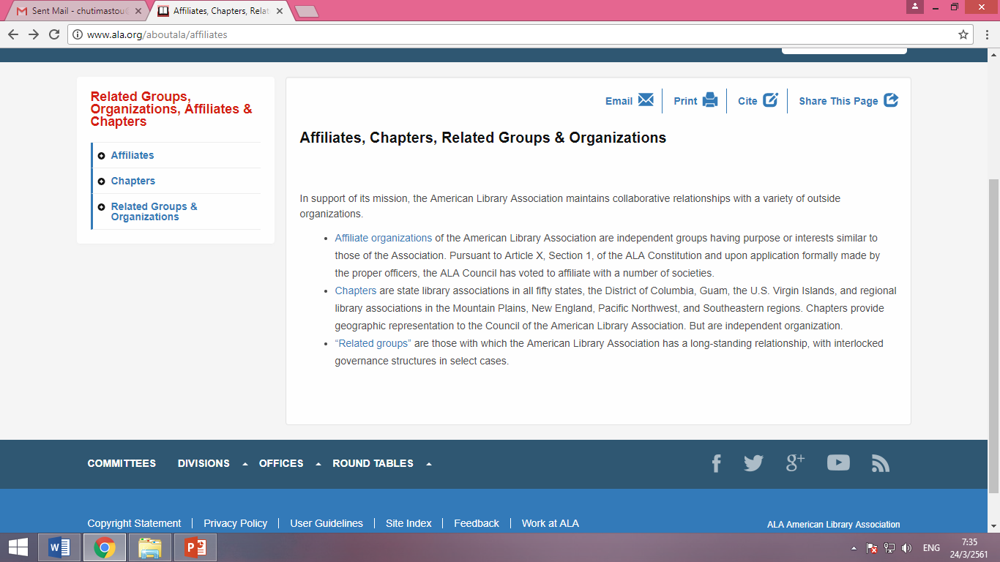 Sent Mail - chutimastou
Affiliates, Chapters, Relat
www.ala.org/aboutala/affiliates
Related Groups,
Organizations, Affiliates &
Chapters
Affiliates
Chapters
Related Groups &
Organizations
Email
Print
Cite
Share This Page
Affiliates, Chapters, Related Groups & Organizations
In support of its mission, the American Library Association maintains collaborative relationships with a variety of outside
organizations.
• Affiliate organizations of the American Library Association are independent groups having purpose or interests similar to
those of the Association. Pursuant to Article X, Section 1, of the ALA Constitution and upon application formally made by
the proper officers, the ALA Council has voted to affiliate with a number of societies.
• Chapters are state library associations in all fifty states, the District of Columbia, Guam, the U.S. Virgin Islands, and regional
library associations in the Mountain Plains, New England, Pacific Northwest, and Southeastern regions. Chapters provide
geographic representation to the Council of the American Library Association. But are independent organization.
• “Related groups” are those with which the American Library Association has a long-standing relationship, with interlocked
governance structures in select cases.
COMMITTEES DIVISIONS OFFICES ROUND TABLES
Copyright Statement | Privacy Policy | User Guidelines | Site Index | Feedback | Work at ALA
ALA American Library Association
ENG
7:35
24/3/2561